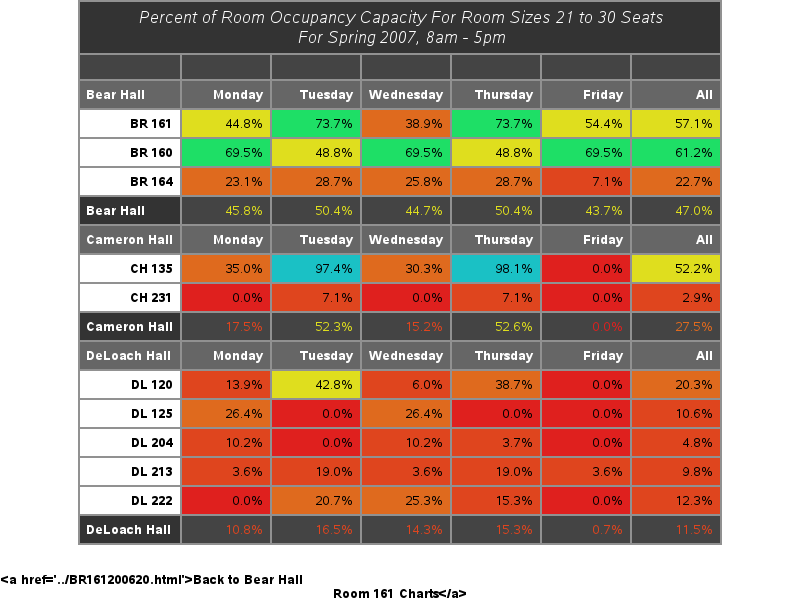 Percent of Room Occupancy Capacity For Room Sizes 21 to 30 Seats
For Spring 2007, 8am - 5pm
Bear Hall Monday Tuesday Wednesday Thursday Friday All
BR 161 44.8% 73.7% 38.9% 73.7% 54.4% 57.1%
BR 160 69.5% 48.8% 69.5% 48.8% 69.5% 61.2%
BR 164 23.1% 28.7% 25.8% 28.7% 7.1% 22.7%
Bear Hall 45.8% 50.4% 44.7% 50.4% 43.7% 47.0%
Cameron Hall Monday Tuesday Wednesday Thursday Friday All
CH 135 35.0% 97.4% 30.3% 98.1% 0.0% 52.2%
CH 231 0.0% 7.1% 0.0% 7.1% 0.0% 2.9%
Cameron Hall 17.5% 52.3% 15.2% 52.6% 0.0% 27.5%
DeLoach Hall Monday Tuesday Wednesday Thursday Friday All
DL 120 13.9% 42.8% 6.0% 38.7% 0.0% 20.3%
DL 125 26.4% 0.0% 26.4% 0.0% 0.0% 10.6%
DL 204 10.2% 0.0% 10.2% 3.7% 0.0% 4.8%
DL 213 3.6% 19.0% 3.6% 19.0% 3.6% 9.8%
DL 222 0.0% 20.7% 25.3% 15.3% 0.0% 12.3%
DeLoach Hall 10.8% 16.5% 14.3% 15.3% 0.7% 11.5%
<a href='../BR161200620.html'>Back to Bear Hall
Room 161 Charts</a>